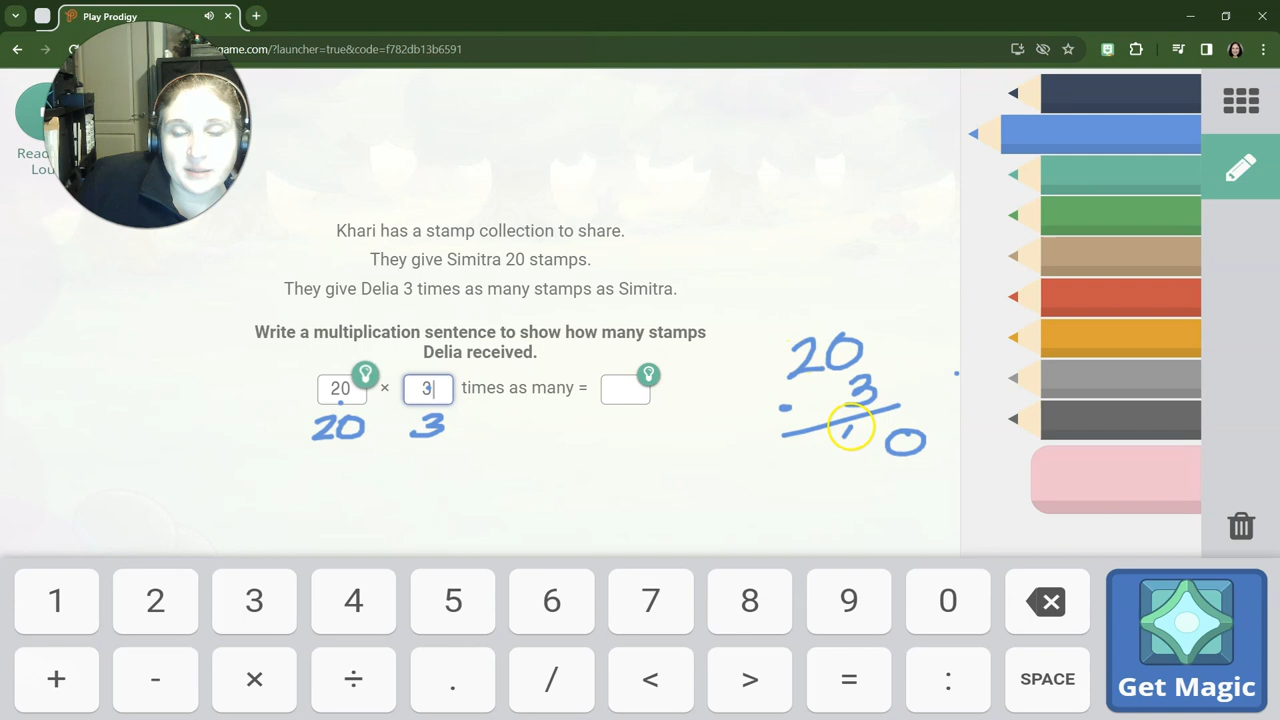 Play Prodigy
game.com/?launcher=true&code=f782db13b6591
Khari has a stamp collection to share.
They give Simitra 20 stamps.
They give Delia 3 times as many stamps as Simitra.
Write a multiplication sentence to show how many stamps
Delia received.
20 × 3 times as many =
20 3
20
3
0
1 2 3 4 5 6 7 8 9 0
+ - × ÷ . / < > = : SPACE
Get Magic